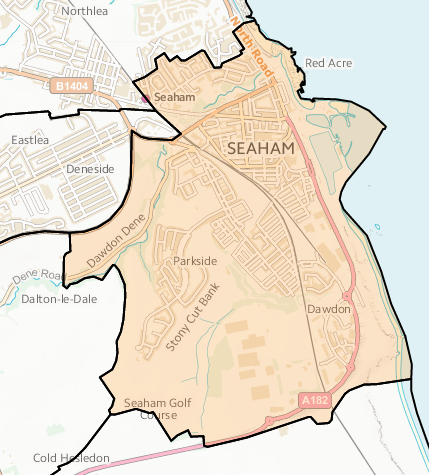 Northlea
North Road
Red Acre
B1404
Seaham
Eastlea
SEAHAM
Deneside
Dawdon Dene
Parkside
Dene Road
Dalton-le-Dale
Stony Cut Bank
Dawdon
A182
Seaham Golf
Course
Cold Hesledon